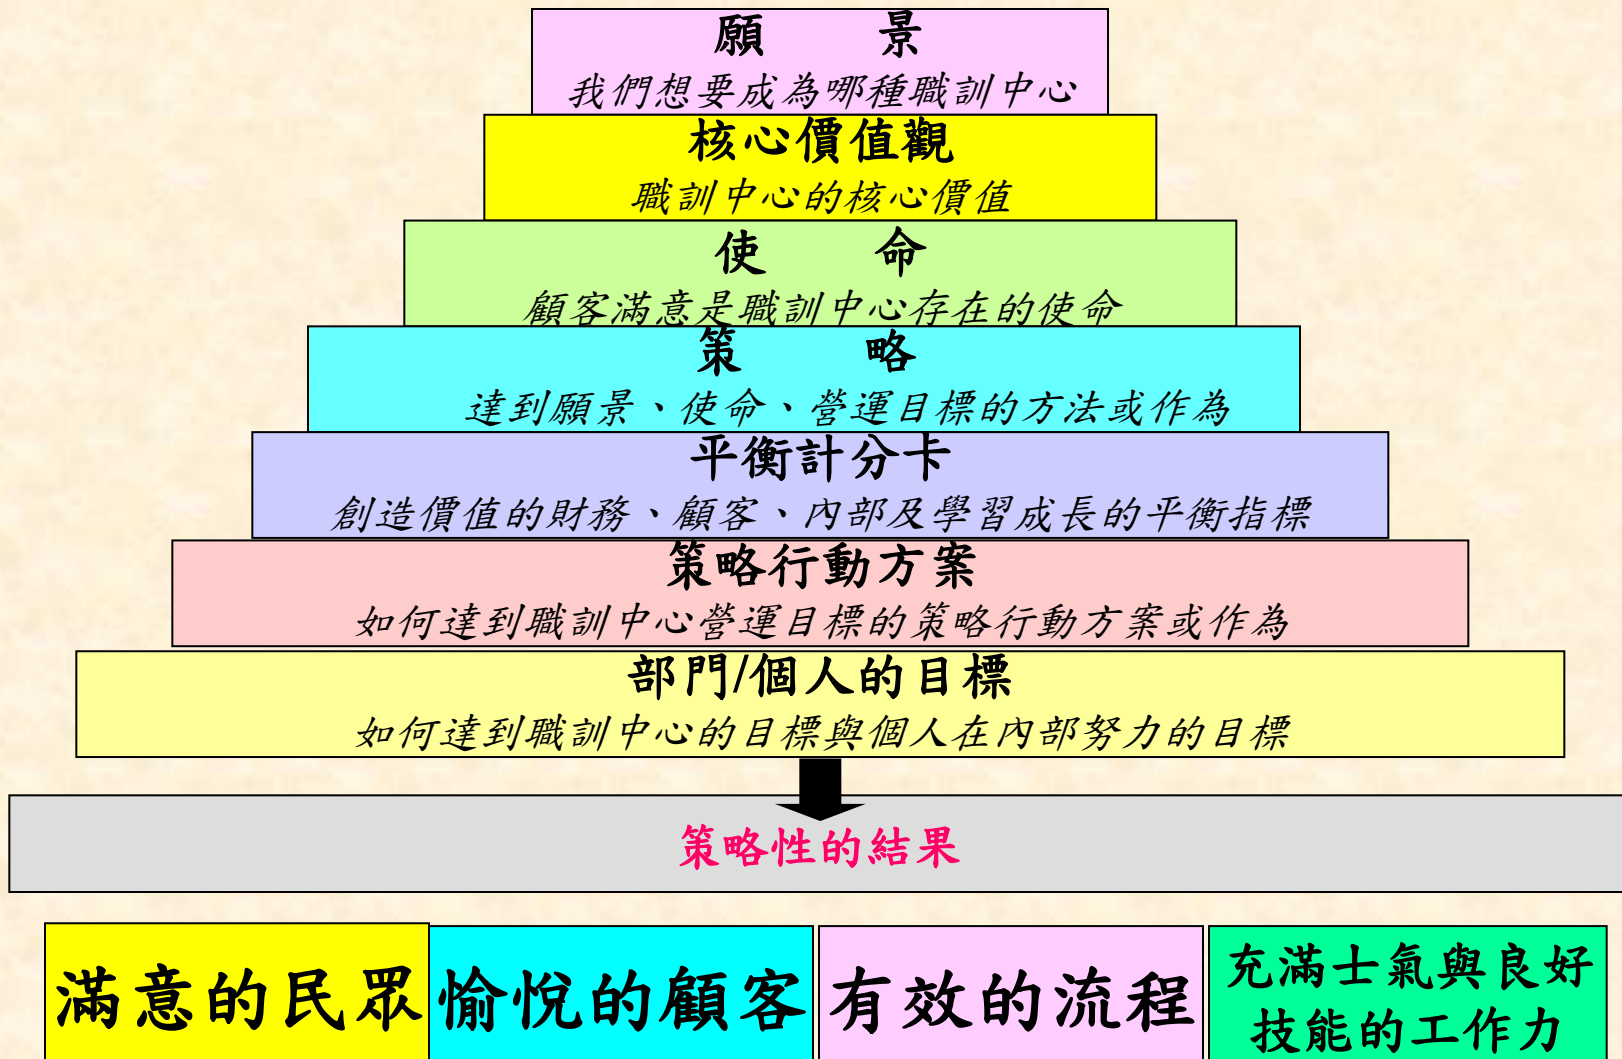 願　　景
我們想要成為哪種職訓中心
核心價值觀
職訓中心的核心價值
使　　命
顧客滿意是職訓中心存在的使命
策　　略
達到願景、使命、營運目標的方法或作為
平衡計分卡
創造價值的財務、顧客、內部及學習成長的平衡指標
策略行動方案
如何達到職訓中心營運目標的策略行動方案或作為
部門/個人的目標
如何達到職訓中心的目標與個人在內部努力的目標
策略性的結果
滿意的民眾
愉悅的顧客
有效的流程
充滿士氣與良好
技能的工作力